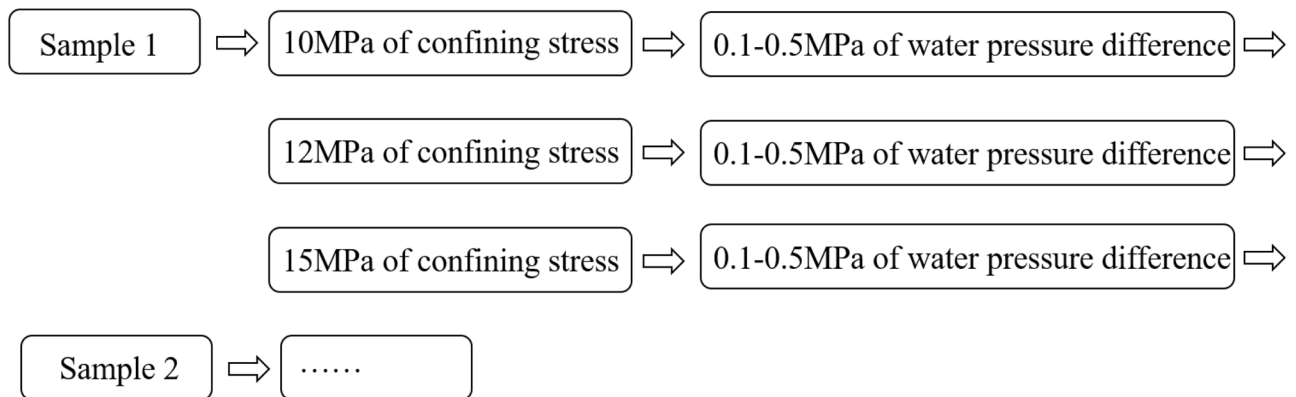 Sample 1 10MPa of confining stress 0.1-0.5MPa of water pressure difference
12MPa of confining stress 0.1-0.5MPa of water pressure difference
15MPa of confining stress 0.1-0.5MPa of water pressure difference
Sample 2 ……